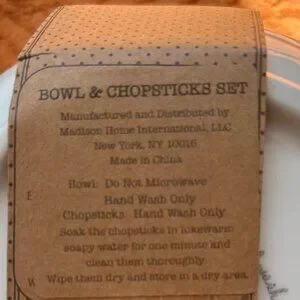 BOWL & CHOPSTICKS SET
Manufactured and Distributed by
Madison Home International, LLC
New York, NY 10016
Made in China
Bowl: Do Not Microwave
Hand Wash Only
Chopsticks: Hand Wash Only
Soak the chopsticks in lukewarm
soapy water for one minute and
clean them thoroughly
Wipe them dry and store in a dry area.